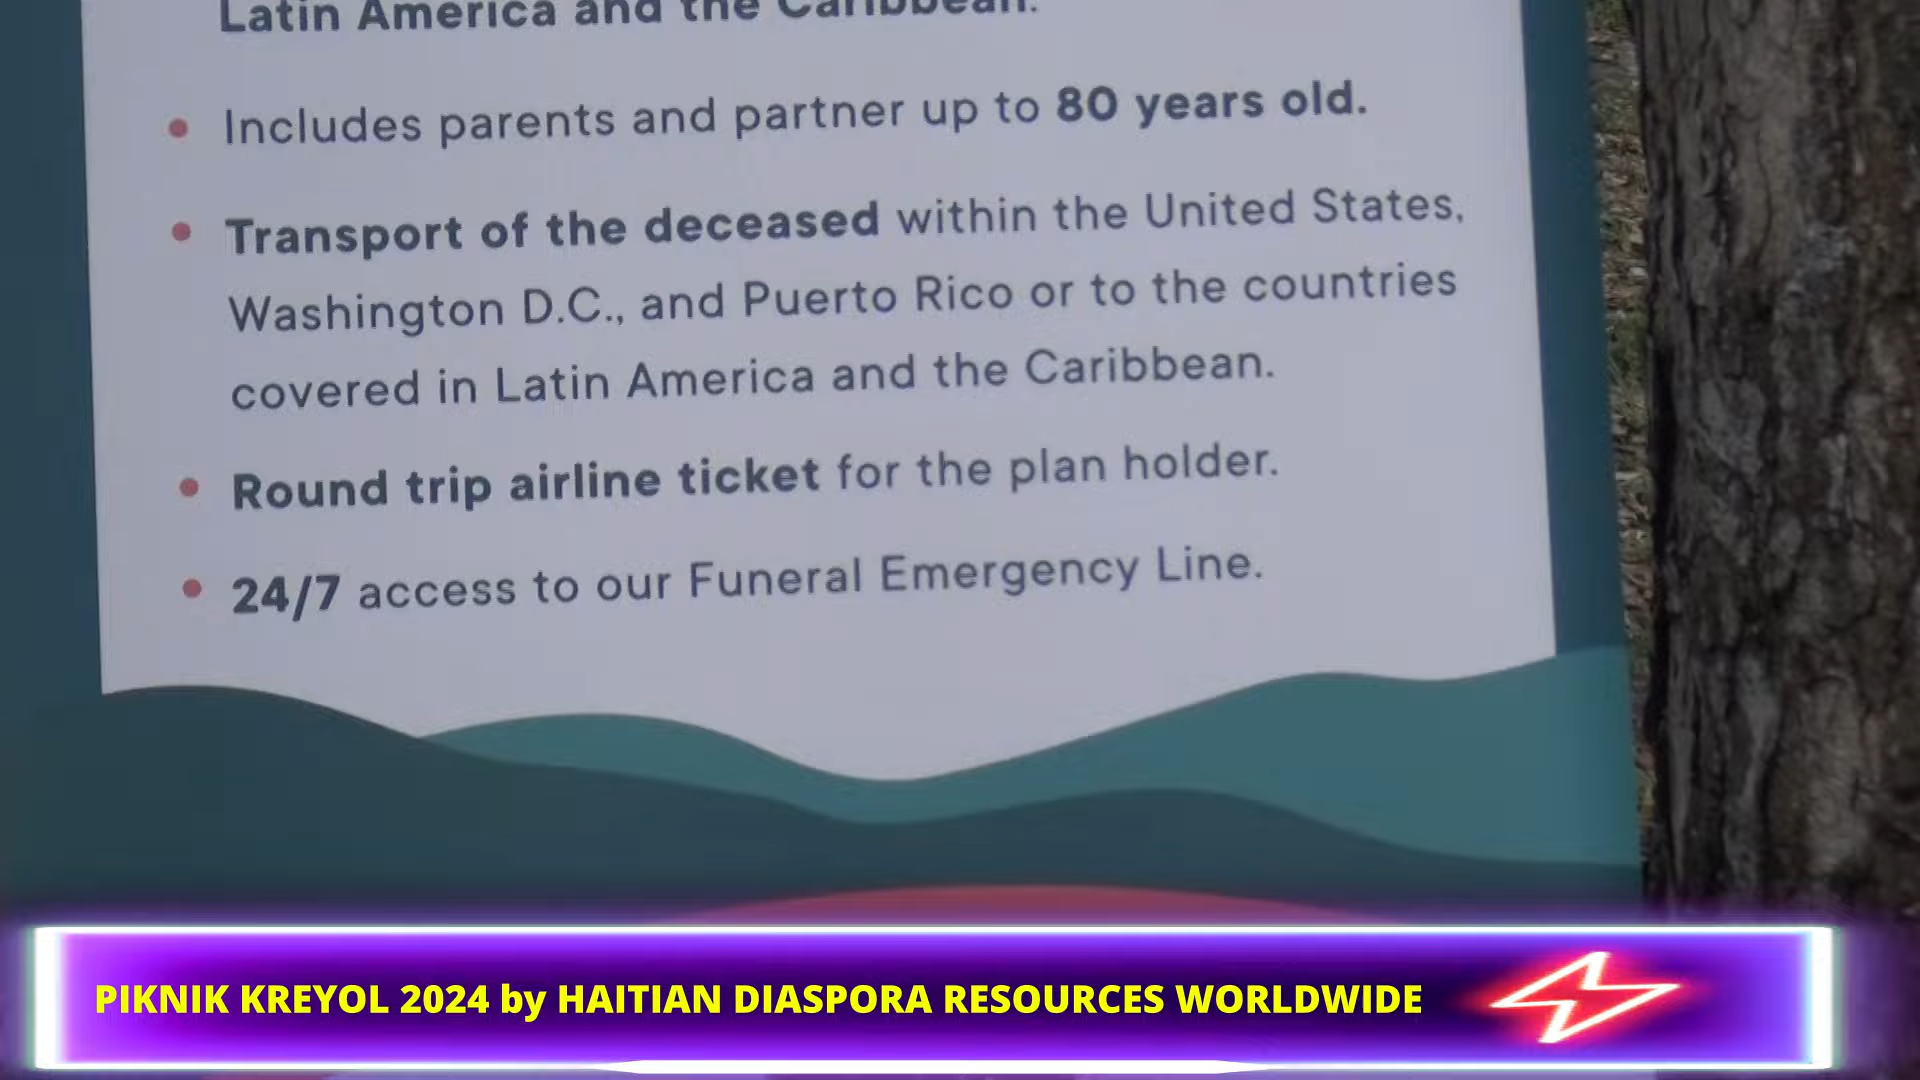 Latin America and the Caribbean.
• Includes parents and partner up to 80 years old.
• Transport of the deceased within the United States,
Washington D.C., and Puerto Rico or to the countries
covered in Latin America and the Caribbean.
• Round trip airline ticket for the plan holder.
• 24/7 access to our Funeral Emergency Line.
PIKNIK KREYOL 2024 by HAITIAN DIASPORA RESOURCES WORLDWIDE